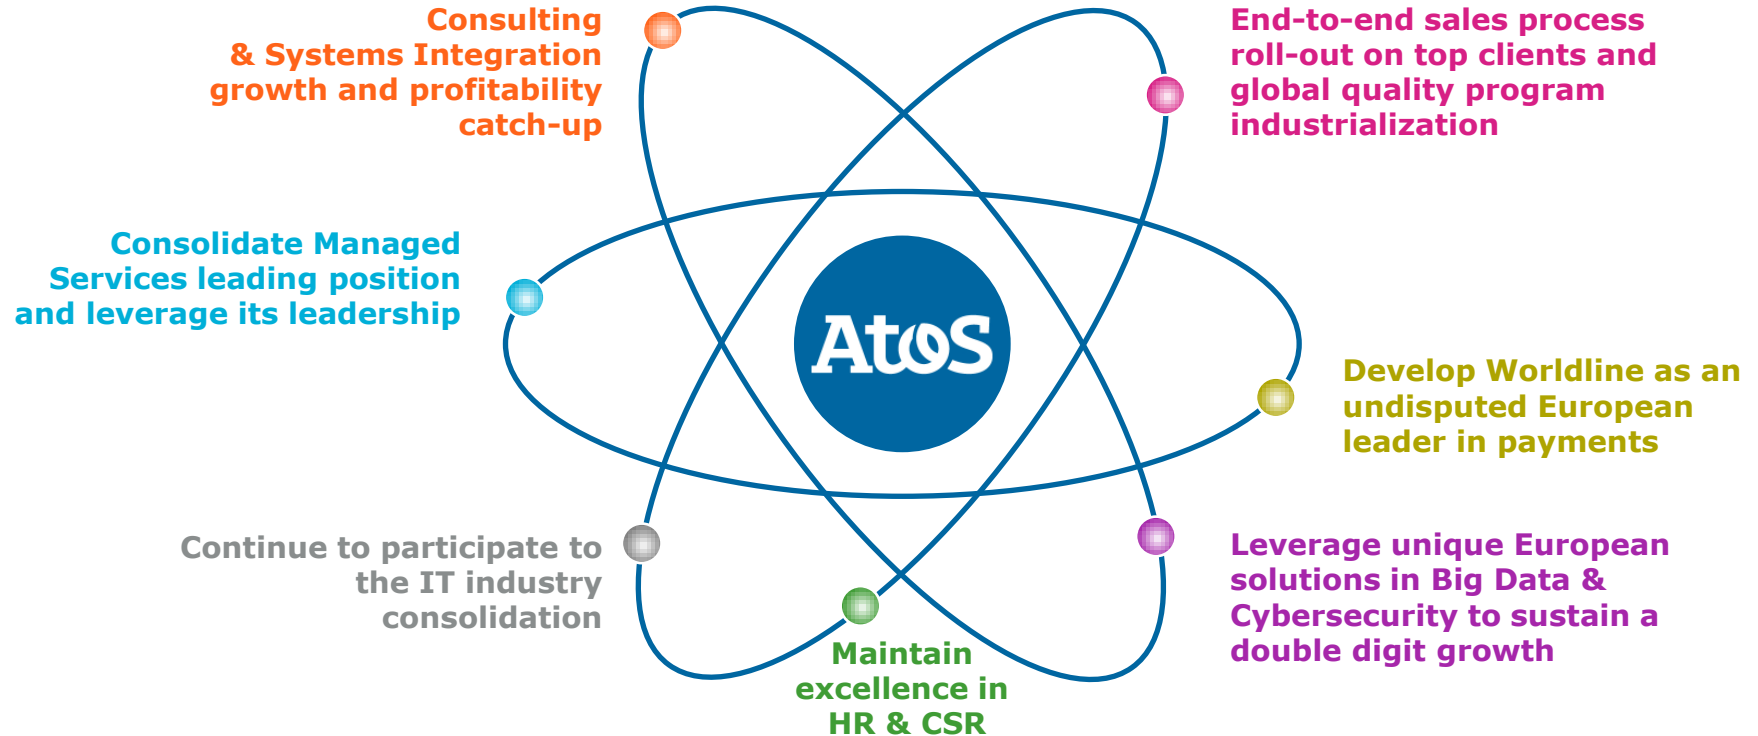 Consulting
& Systems Integration
growth and profitability
catch-up
End-to-end sales process
roll-out on top clients and
global quality program
industrialization
Consolidate Managed
Services leading position
and leverage its leadership
AtoS
Develop Worldline as an
undisputed European
leader in payments
Continue to participate to
the IT industry
consolidation
Leverage unique European
solutions in Big Data &
Cybersecurity to sustain a
double digit growth
Maintain
excellence in
HR & CSR